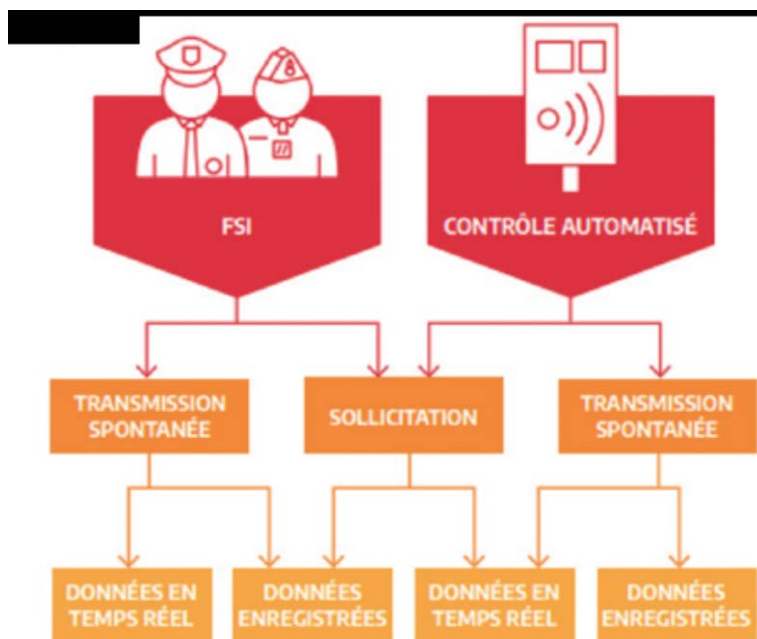 FSI
CONTRÔLE AUTOMATISÉ
TRANSMISSION
SPONTANÉE
SOLLICITATION
TRANSMISSION
SPONTANÉE
DONNÉES EN
TEMPS RÉEL
DONNÉES
ENREGISTRÉES
DONNÉES EN
TEMPS RÉEL
DONNÉES
ENREGISTRÉES